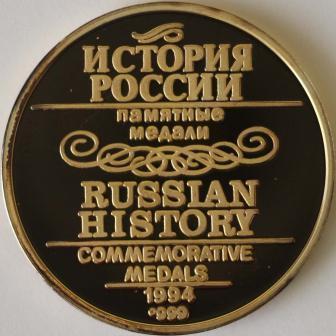 ИСТОРИЯ
РОССИИ
памятные
медали
RUSSIAN
HISTORY
COMMEMORATIVE
MEDALS
1994
*999